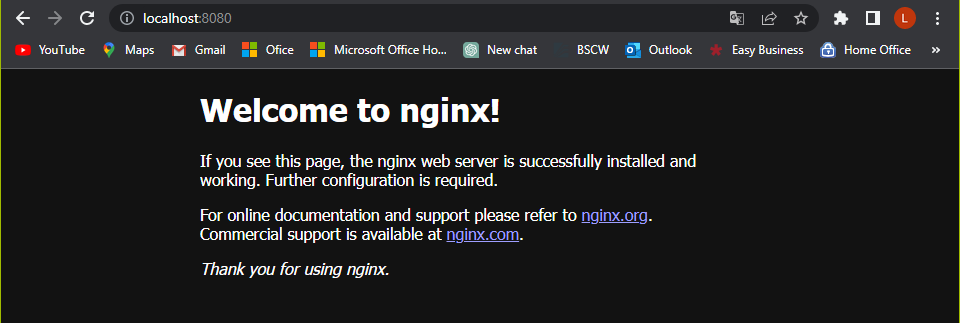 localhost:8080
YouTube Maps Gmail Ofice Microsoft Office Ho... New chat BSCW Outlook Easy Business Home Office »
L
Welcome to nginx!
If you see this page, the nginx web server is successfully installed and
working. Further configuration is required.
For online documentation and support please refer to nginx.org.
Commercial support is available at nginx.com.
Thank you for using nginx.